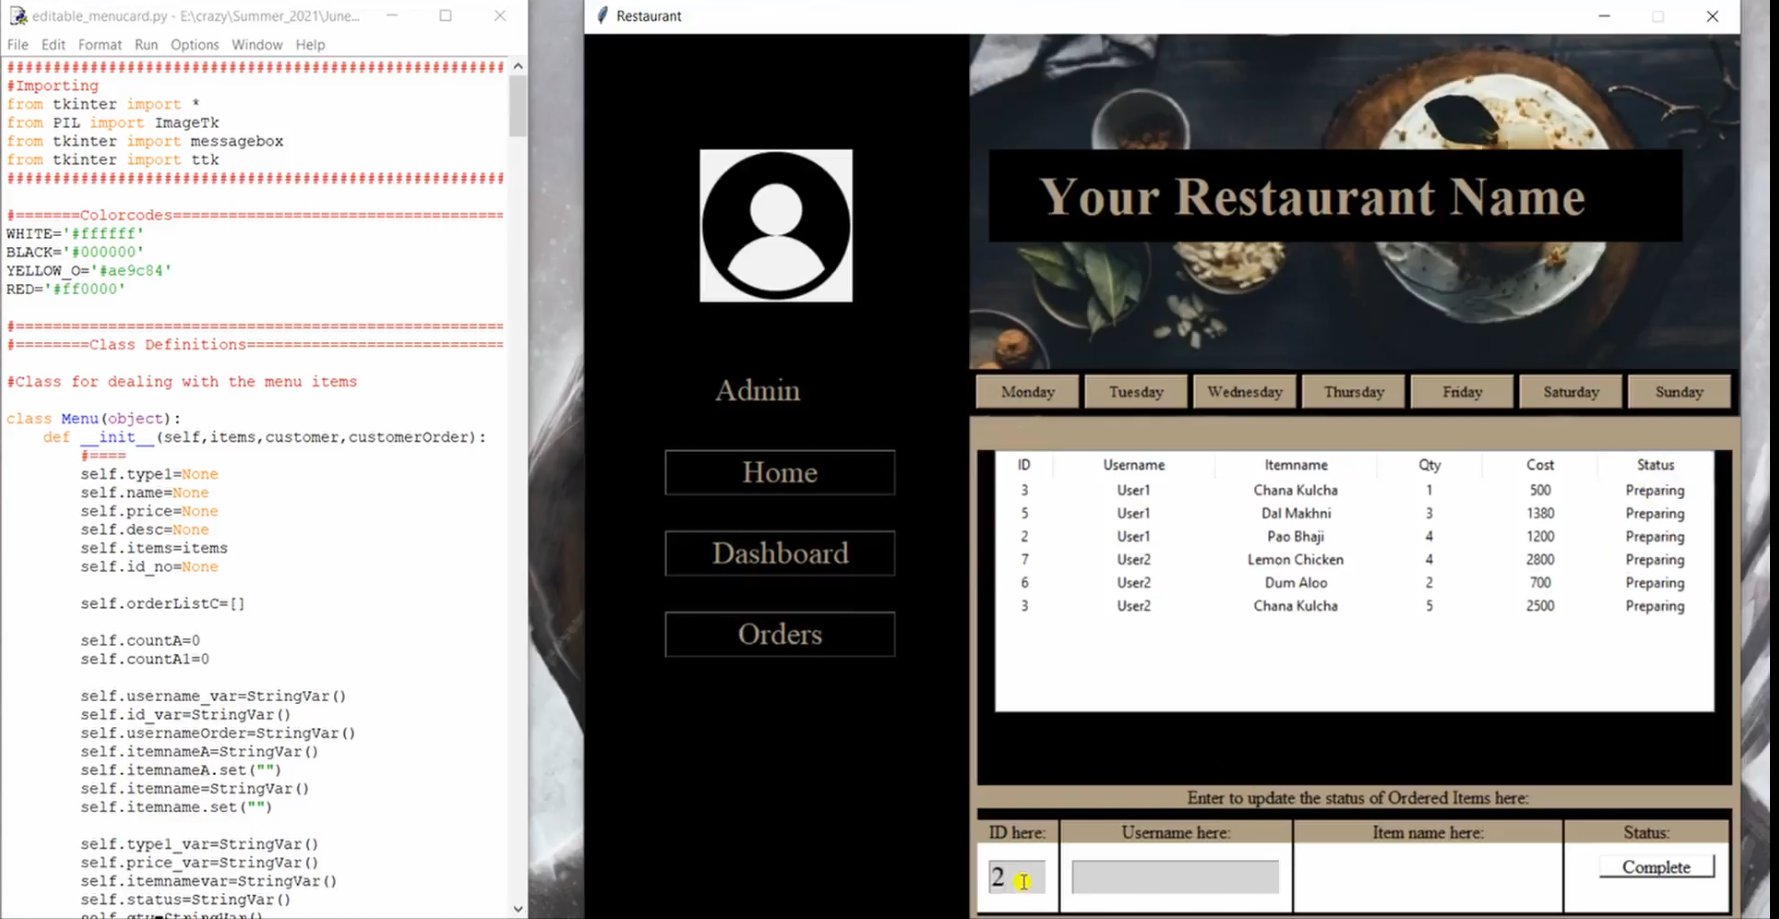 editable_menucard.py - E:\crazy\Summer_2021\June...
File Edit Format Run Options Window Help
######################################################
#Importing
from tkinter import *
from PIL import ImageTk
from tkinter import messagebox
from tkinter import ttk
######################################################
#=======Colorcodes====================================
WHITE='#ffffff'
BLACK='#000000'
YELLOW_O='#ae9c84'
RED='#ff0000'
#=====================================================
#========Class Definitions============================
#Class for dealing with the menu items
class Menu(object):
    def __init__(self,items,customer,customerOrder):
        #====
        self.type1=None
        self.name=None
        self.price=None
        self.desc=None
        self.items=items
        self.id_no=None
        self.orderListC=[]
        self.countA=0
        self.countA1=0
        self.username_var=StringVar()
        self.id_var=StringVar()
        self.usernameOrder=StringVar()
        self.itemnameA=StringVar()
        self.itemnameA.set("")
        self.itemname=StringVar()
        self.itemname.set("")
        self.type1_var=StringVar()
        self.price_var=StringVar()
        self.itemnamevar=StringVar()
        self.status=StringVar()
        self.qty=StringVar()
Restaurant
Your Restaurant Name
Admin
Home
Dashboard
Orders
Monday Tuesday Wednesday Thursday Friday Saturday Sunday
ID Username Itemname Qty Cost Status
3 User1 Chana Kulcha 1 500 Preparing
5 User1 Dal Makhni 3 1380 Preparing
2 User1 Pao Bhaji 4 1200 Preparing
7 User2 Lemon Chicken 4 2800 Preparing
6 User2 Dum Aloo 2 700 Preparing
3 User2 Chana Kulcha 5 2500 Preparing
Enter to update the status of Ordered Items here:
ID here: Username here: Item name here: Status:
2 Complete